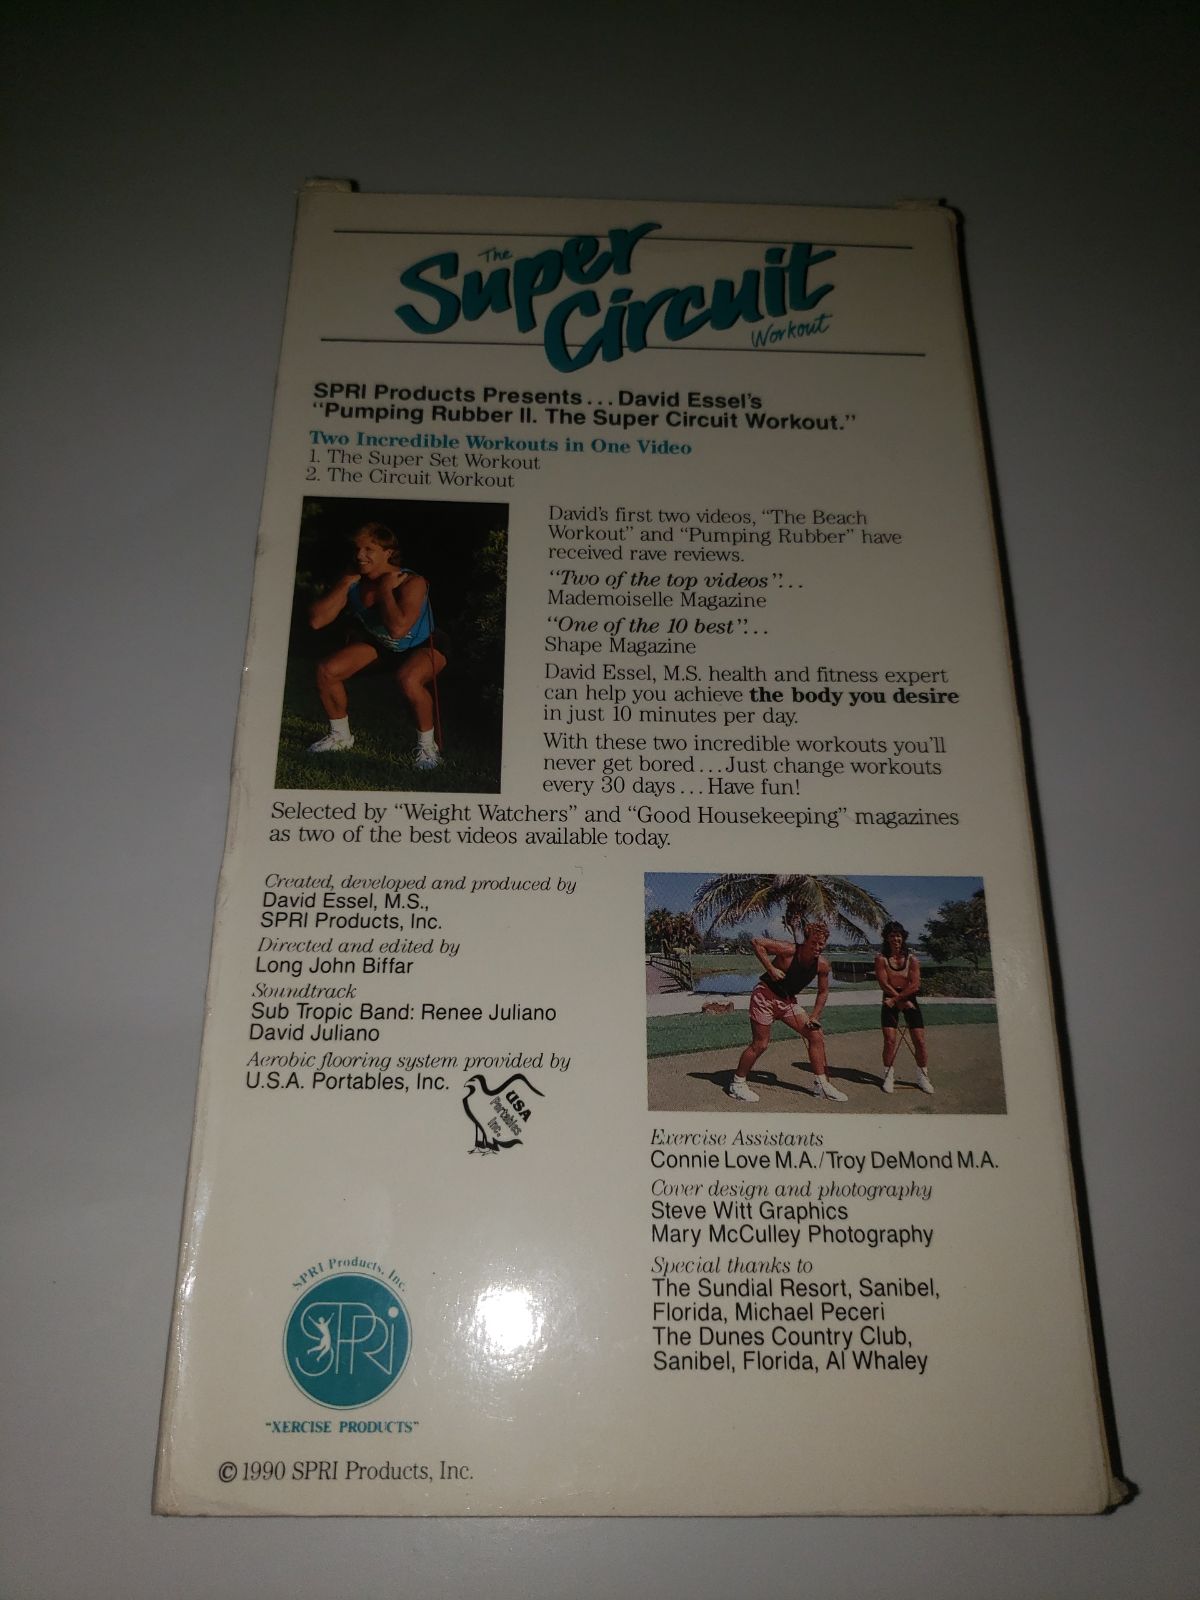 The
Super
Circuit
Workout
SPRI Products Presents... David Essel's
"Pumping Rubber II. The Super Circuit Workout."
Two Incredible Workouts in One Video
1. The Super Set Workout
2. The Circuit Workout
David's first two videos, "The Beach
Workout" and "Pumping Rubber" have
received rave reviews.
"Two of the top videos"...
Mademoiselle Magazine
"One of the 10 best"...
Shape Magazine
David Essel, M.S. health and fitness expert
can help you achieve the body you desire
in just 10 minutes per day.
With these two incredible workouts you'll
never get bored...Just change workouts
every 30 days...Have fun!
Selected by "Weight Watchers" and "Good Housekeeping" magazines
as two of the best videos available today.
Created, developed and produced by
David Essel, M.S.,
SPRI Products, Inc.
Directed and edited by
Long John Biffar
Soundtrack
Sub Tropic Band: Renee Juliano
David Juliano
Aerobic flooring system provided by
U.S.A. Portables, Inc.
USA
Portables
Inc.
Exercise Assistants
Connie Love M.A./Troy DeMond M.A.
Cover design and photography
Steve Witt Graphics
Mary McCulley Photography
Special thanks to
The Sundial Resort, Sanibel,
Florida, Michael Peceri
The Dunes Country Club,
Sanibel, Florida, Al Whaley
SPRI Products, Inc.
SPRI
"XERCISE PRODUCTS"
© 1990 SPRI Products, Inc.